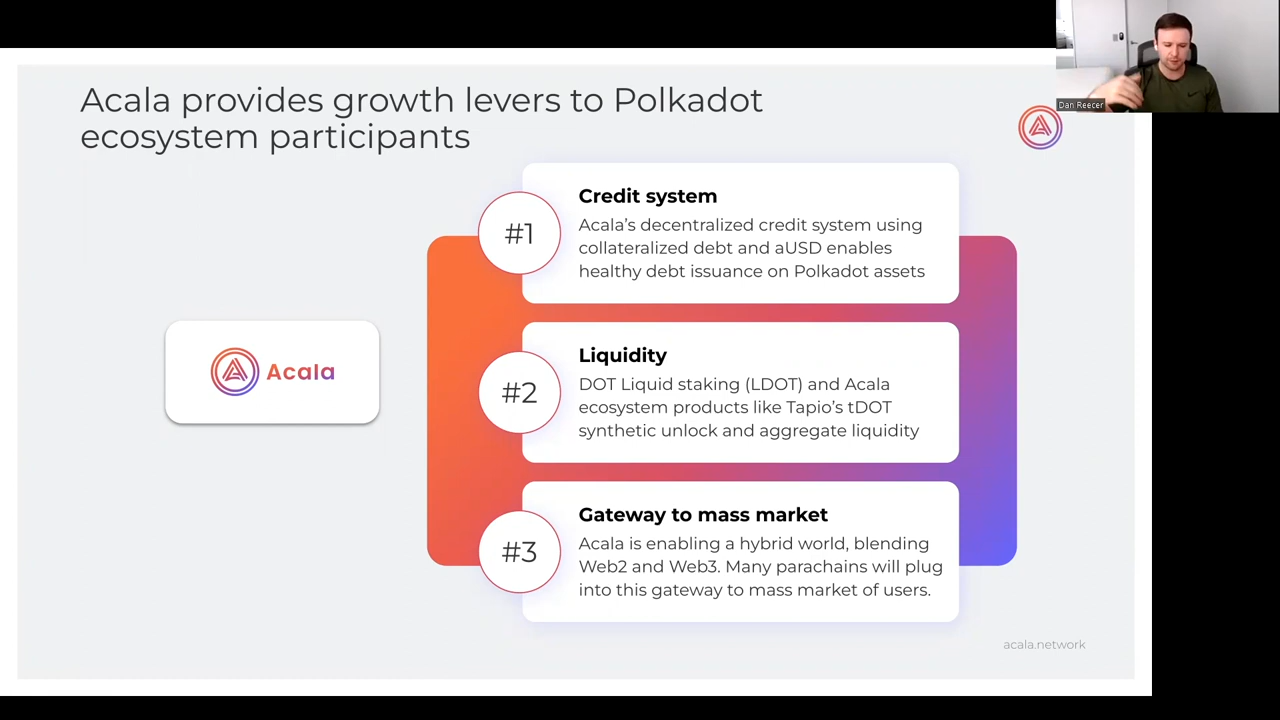 Acala provides growth levers to Polkadot
ecosystem participants
Dan Reecer
Acala
#1
Credit system
Acala’s decentralized credit system using
collateralized debt and aUSD enables
healthy debt issuance on Polkadot assets
#2
Liquidity
DOT Liquid staking (LDOT) and Acala
ecosystem products like Tapio’s tDOT
synthetic unlock and aggregate liquidity
#3
Gateway to mass market
Acala is enabling a hybrid world, blending
Web2 and Web3. Many parachains will plug
into this gateway to mass market of users.
acala.network